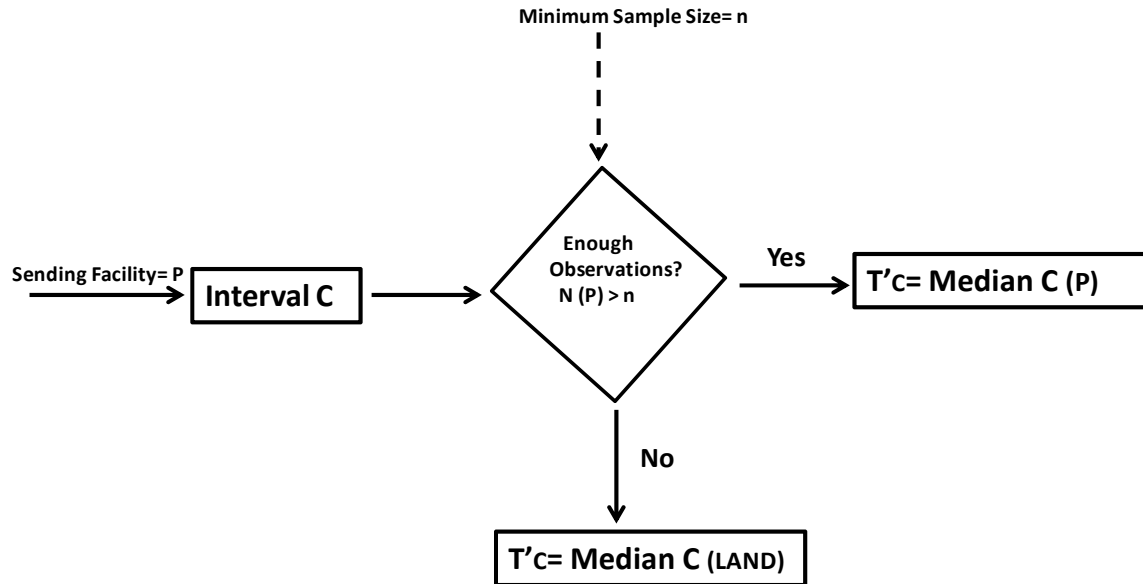 Minimum Sample Size= n
Sending Facility= P
Interval C
Enough
Observations?
N (P) > n
Yes
T'C= Median C (P)
No
T'C= Median C (LAND)